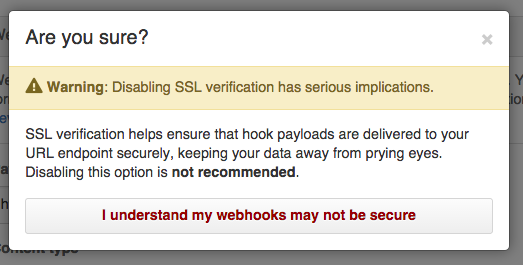 Are you sure?
×
Warning: Disabling SSL verification has serious implications.
SSL verification helps ensure that hook payloads are delivered to your
URL endpoint securely, keeping your data away from prying eyes.
Disabling this option is not recommended.
I understand my webhooks may not be secure
Content type